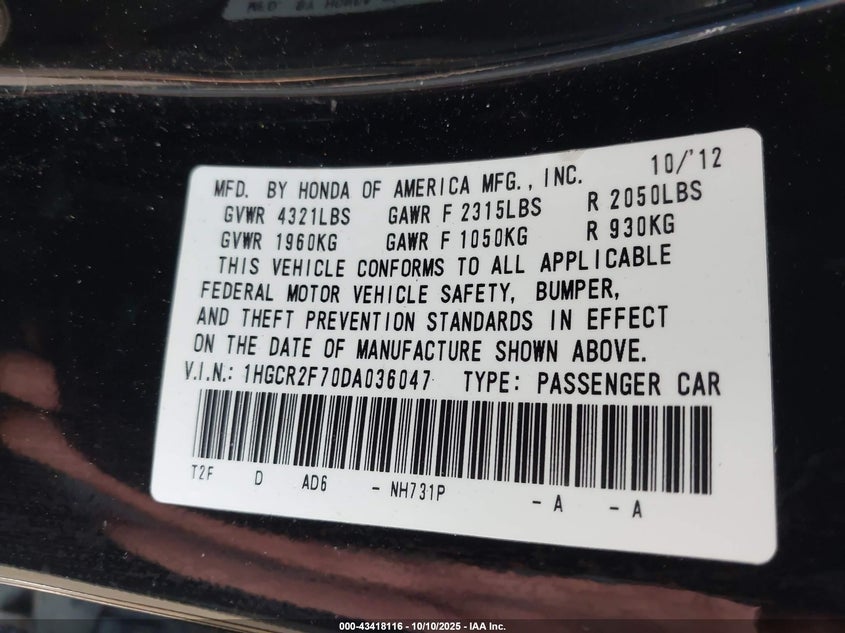 MFD. BY HONDA OF AMERICA MFG., INC. 10/'12
GVWR 4321LBS GAWR F 2315LBS R 2050LBS
GVWR 1960KG GAWR F 1050KG R 930KG
THIS VEHICLE CONFORMS TO ALL APPLICABLE
FEDERAL MOTOR VEHICLE SAFETY, BUMPER,
AND THEFT PREVENTION STANDARDS IN EFFECT
ON THE DATE OF MANUFACTURE SHOWN ABOVE.
V.I.N.: 1HGCR2F70DA036047 TYPE: PASSENGER CAR
T2F D AD6 - NH731P - A - A
000-43418116 - 10/10/2025 - IAA Inc.